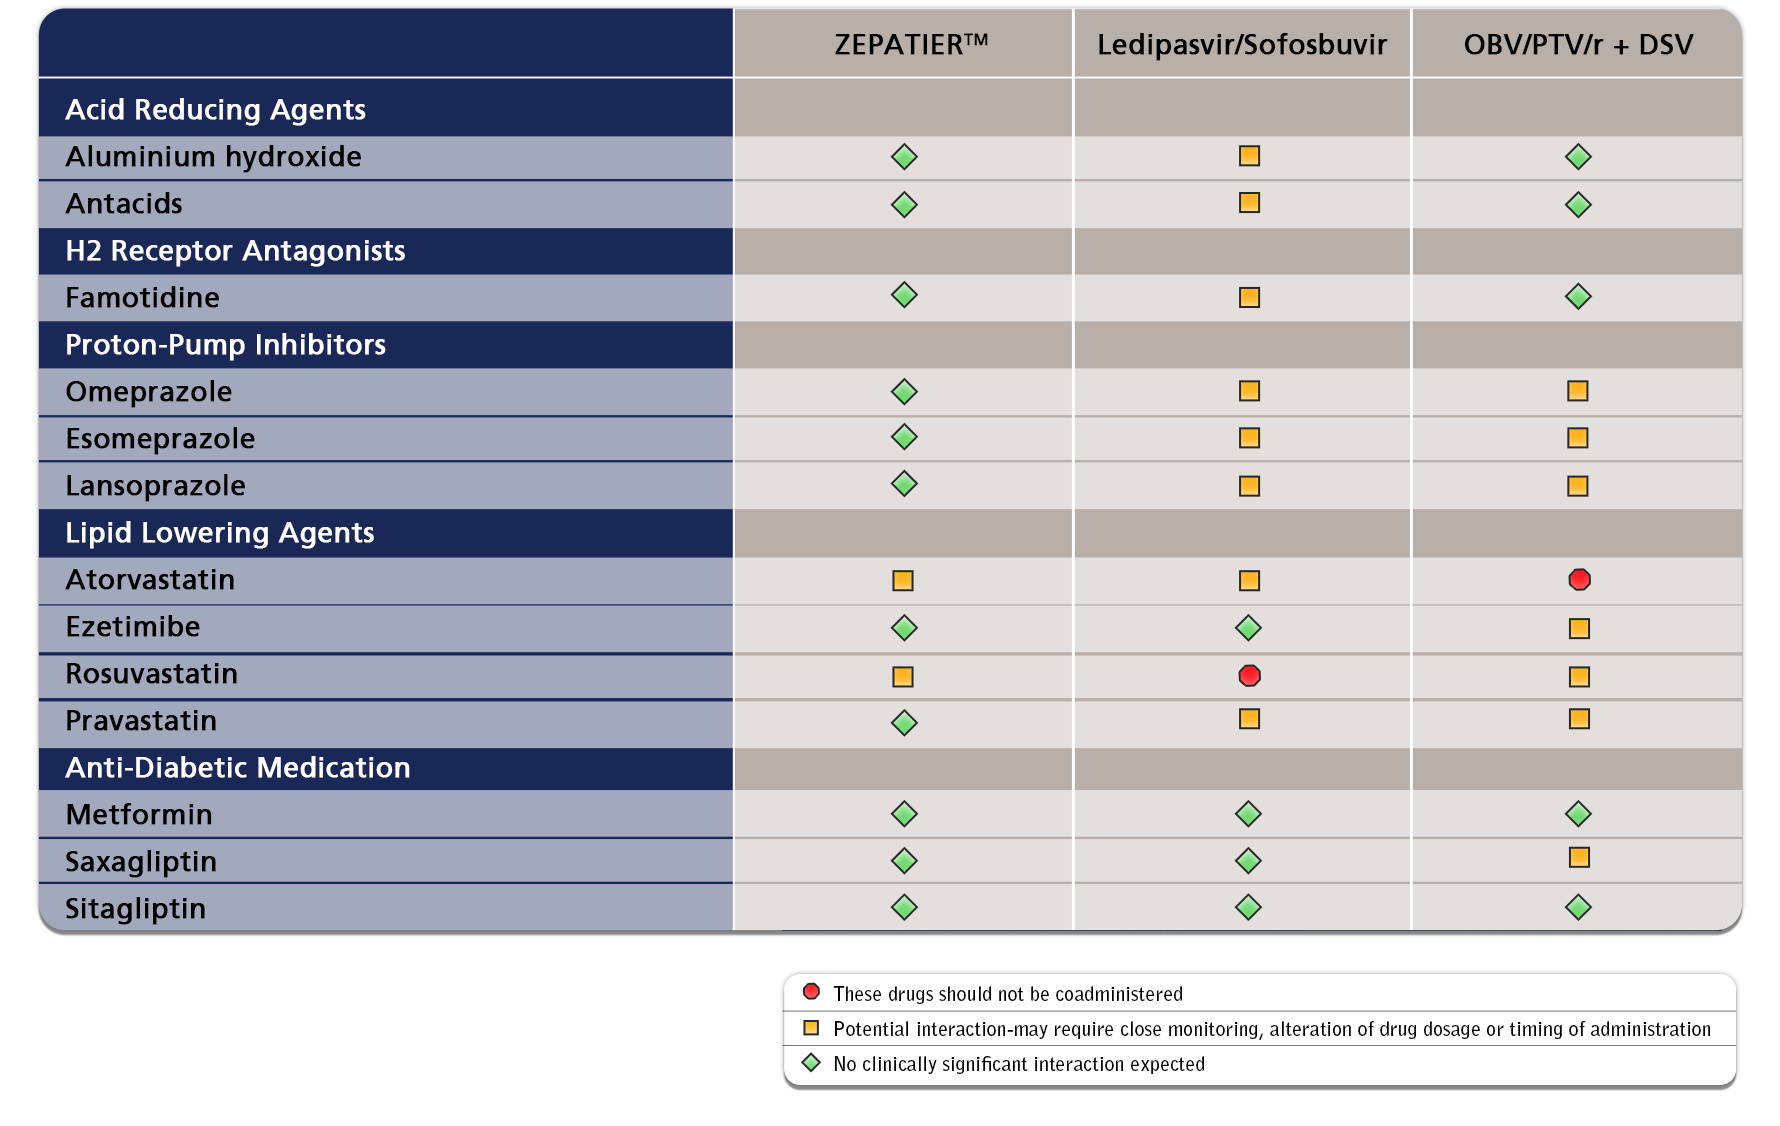 ZEPATIER™ Ledipasvir/Sofosbuvir OBV/PTV/r + DSV
Acid Reducing Agents
Aluminium hydroxide
Antacids
H2 Receptor Antagonists
Famotidine
Proton-Pump Inhibitors
Omeprazole
Esomeprazole
Lansoprazole
Lipid Lowering Agents
Atorvastatin
Ezetimibe
Rosuvastatin
Pravastatin
Anti-Diabetic Medication
Metformin
Saxagliptin
Sitagliptin
These drugs should not be coadministered
Potential interaction-may require close monitoring, alteration of drug dosage or timing of administration
No clinically significant interaction expected